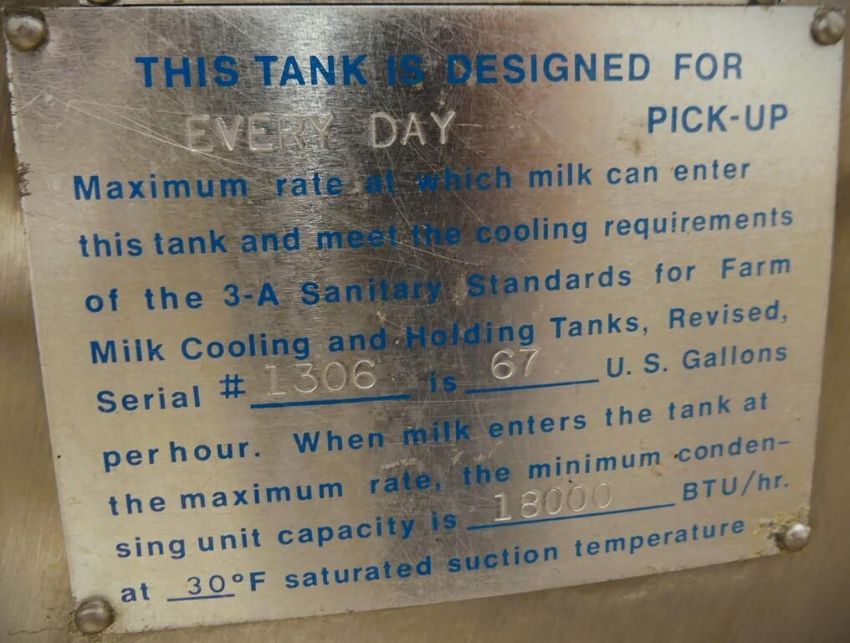 THIS TANK IS DESIGNED FOR
EVERY DAY PICK-UP
Maximum rate at which milk can enter
this tank and meet the cooling requirements
of the 3-A Sanitary Standards for Farm
Milk Cooling and Holding Tanks, Revised,
Serial # 1306 is 67 U. S. Gallons
per hour. When milk enters the tank at
the maximum rate, the minimum conden-
sing unit capacity is 18000 BTU/hr.
at 30°F saturated suction temperature